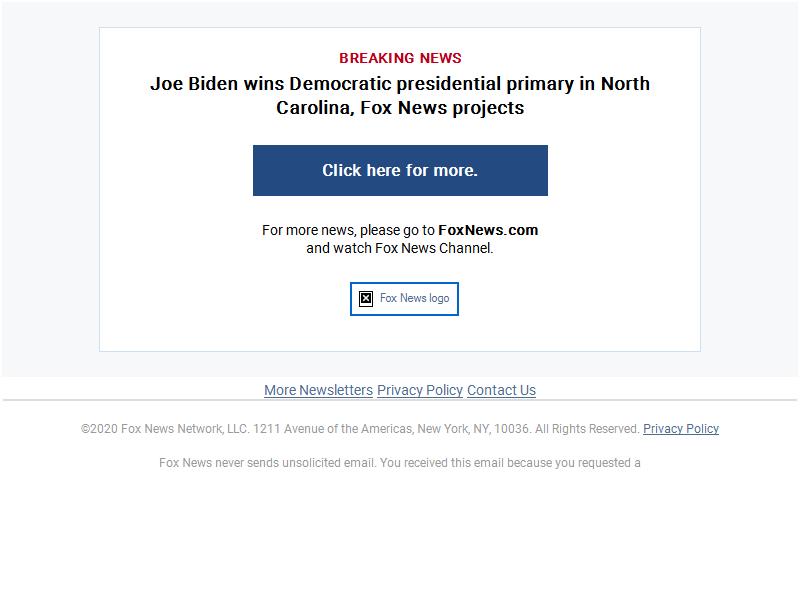 BREAKING NEWS
Joe Biden wins Democratic presidential primary in North
Carolina, Fox News projects
Click here for more.
For more news, please go to FoxNews.com
and watch Fox News Channel.
Fox News logo
More Newsletters Privacy Policy Contact Us
©2020 Fox News Network, LLC. 1211 Avenue of the Americas, New York, NY, 10036. All Rights Reserved. Privacy Policy
Fox News never sends unsolicited email. You received this email because you requested a